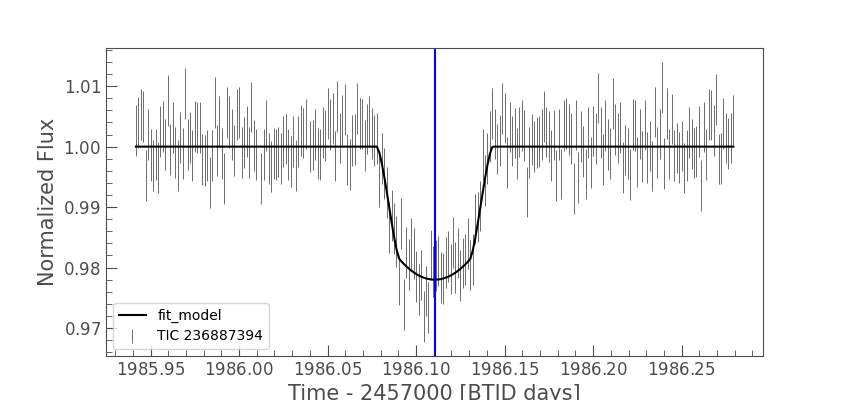 Normalized Flux
1.01
1.00
0.99
0.98
0.97
fit_model
TIC 236887394
1985.95 1986.00 1986.05 1986.10 1986.15 1986.20 1986.25
Time - 2457000 [BTJD days]